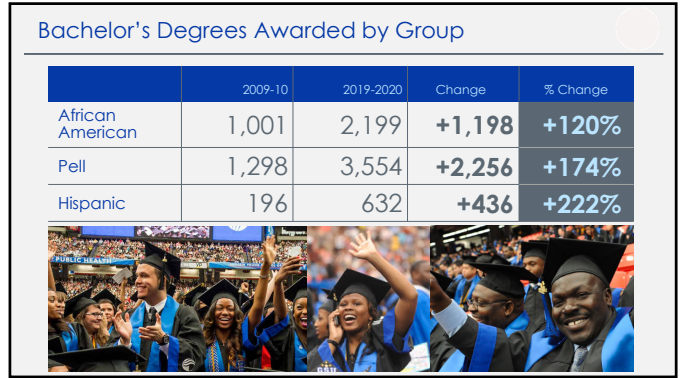 Bachelor's Degrees Awarded by Group
2009-10 2019-2020 Change % Change
African
American 1,001 2,199 +1,198 +120%
Pell 1,298 3,554 +2,256 +174%
Hispanic 196 632 +436 +222%
PUBLIC HEALTH
GSU